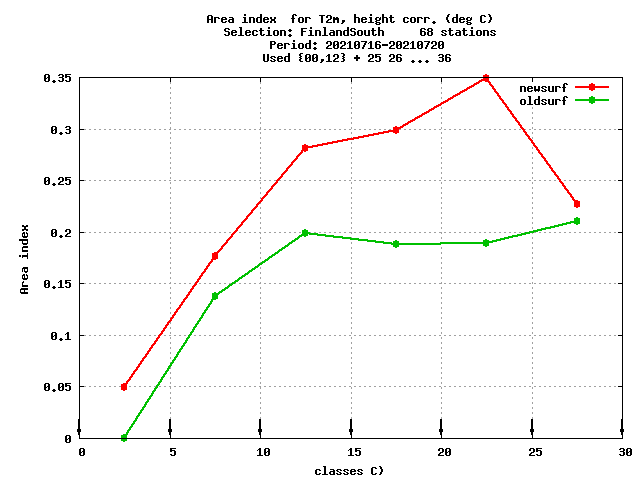 Area index  for T2m, height corr. (deg C)
Selection: FinlandSouth     68 stations
Period: 20210716-20210720
Used {00,12} + 25 26 ... 36
newsurf
oldsurf
0.35
0.3
0.25
0.2
0.15
0.1
0.05
0
Area index
0 5 10 15 20 25 30
classes C)